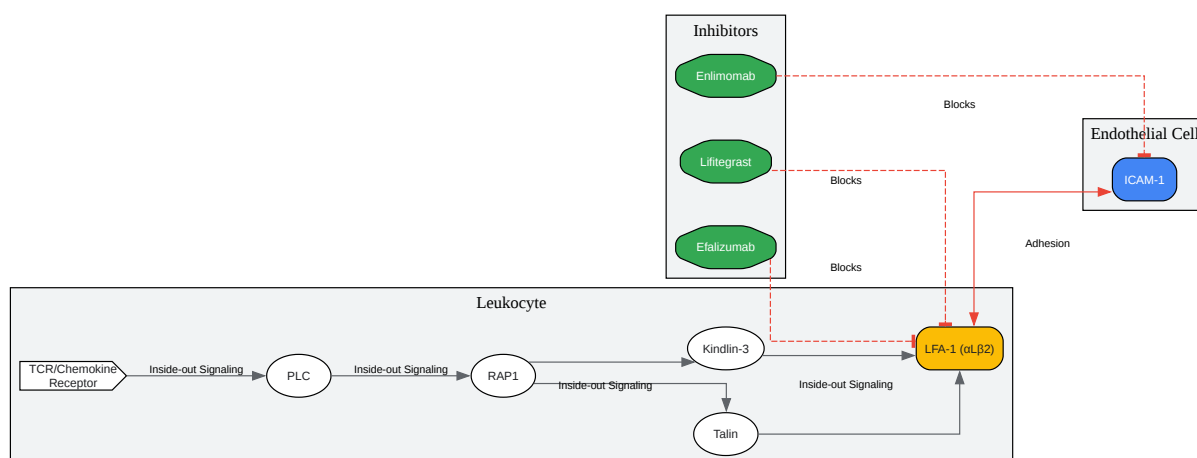 Inhibitors
Enlimomab
Blocks
Endothelial Cell
ICAM-1
Lifitegrast
Blocks
Adhesion
Efalizumab
Blocks
Leukocyte
TCR/Chemokine
Receptor
Inside-out Signaling
PLC
Inside-out Signaling
RAP1
Inside-out Signaling
Kindlin-3
Talin
Inside-out Signaling
LFA-1 (αLβ2)